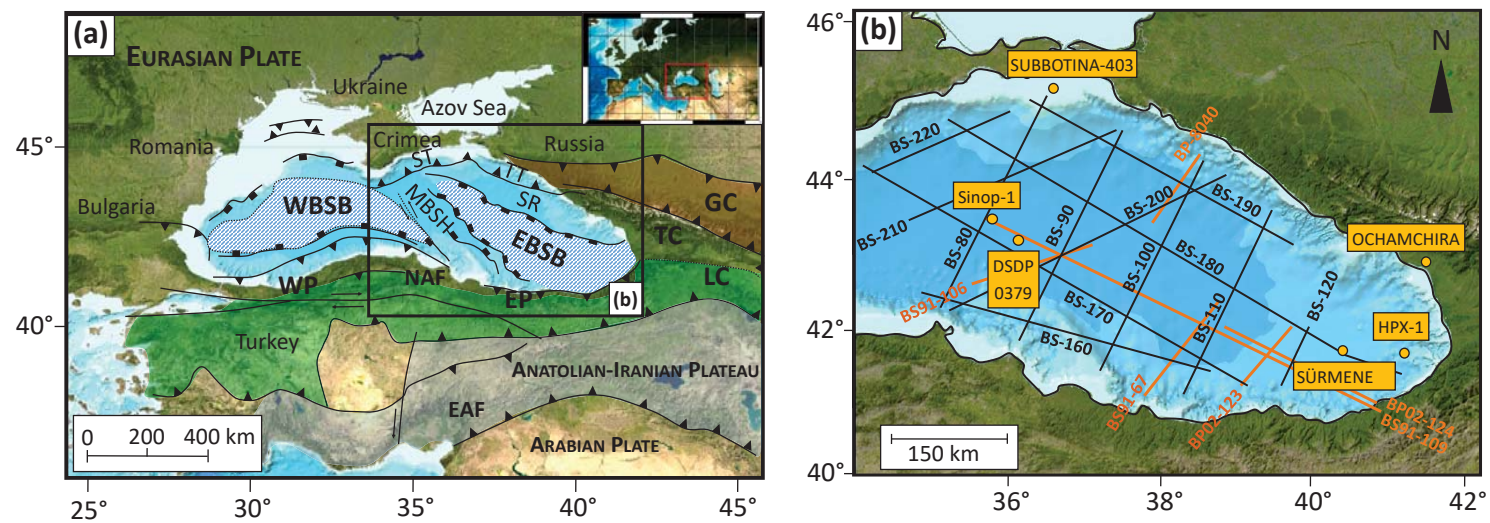 (a)
EURASIAN PLATE
Ukraine
Azov Sea
Romania
Crimea
Russia
ST
TT
SR
MBSH
WBSB
EBSB
GC
TC
LC
Bulgaria
WP
NAF
EP
(b)
Turkey
ANATOLIAN-IRANIAN PLATEAU
EAF
ARABIAN PLATE
0 200 400 km
45°
40°
25° 30° 35° 40° 45°
(b)
N
SUBBOTINA-403
BS-220
BP-8040
Sinop-1
BS-200
BS-190
BS-90
BS-210
BS-80
OCHAMCHIRA
DSDP
0379
BS-100
BS-180
BS91-106
BS-120
BS-170
BS-110
HPX-1
BS-160
SÜRMENE
BS91-67
BP02-123
BP02-124
BS91-109
150 km
46°
44°
42°
40°
36° 38° 40° 42°